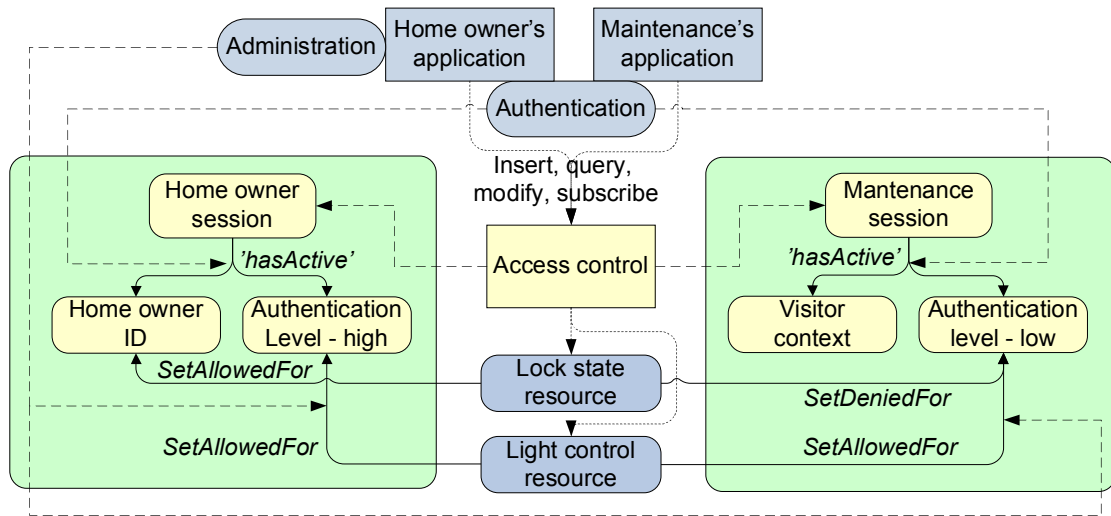 Administration
Home owner's
application
Maintenance's
application
Authentication
Insert, query,
modify, subscribe
Home owner
session
Mantenance
session
'hasActive'
Access control
'hasActive'
Home owner
ID
Authentication
Level - high
Visitor
context
Authentication
level - low
SetAllowedFor
Lock state
resource
SetDeniedFor
SetAllowedFor
Light control
resource
SetAllowedFor